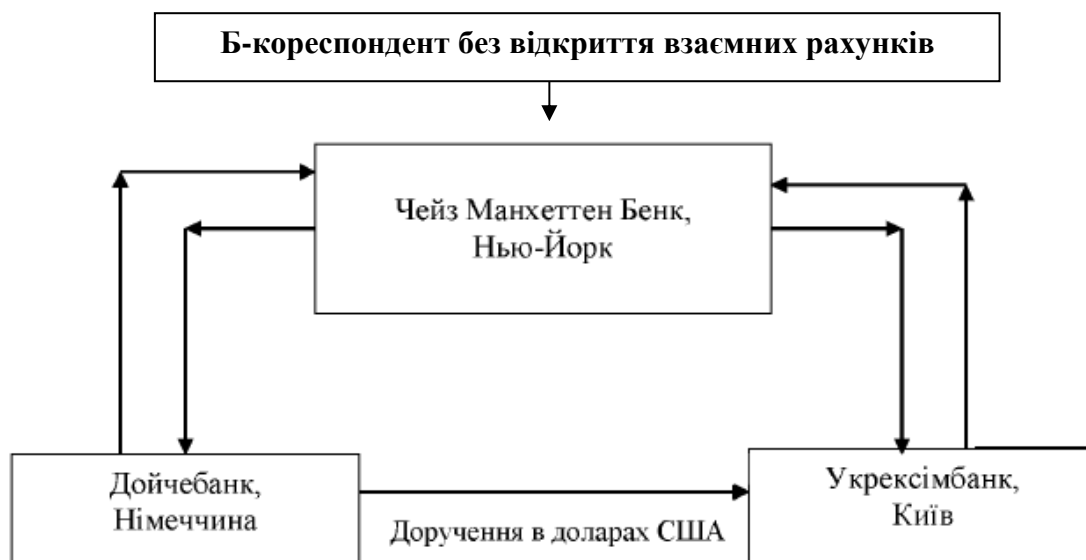 Б-кореспондент без відкриття взаємних рахунків
Чейз Манхеттен Бенк,
Нью-Йорк
Дойчебанк,
Німеччина
Доручення в доларах США
Укрексімбанк,
Київ